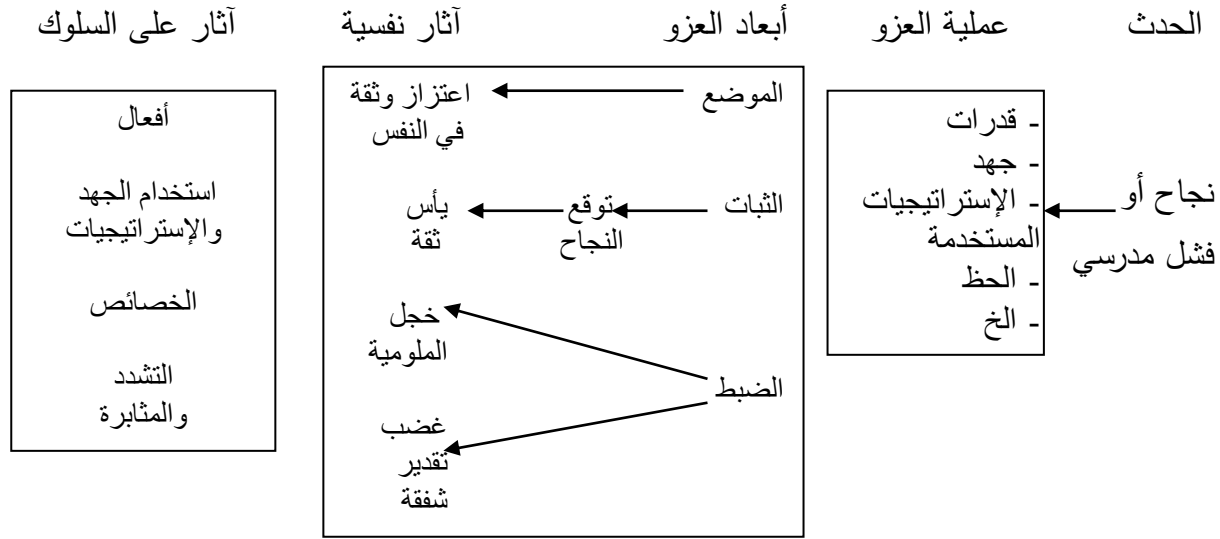 الحدث
عملية العزو
أبعاد العزو
آثار نفسية
آثار على السلوك
نجاح أو
فشل مدرسي
- قدرات
- جهد
- الإستراتيجيات
المستخدمة
- الحظ
- الخ
الموضع
اعتزاز وثقة
في النفس
الثبات
توقع
النجاح
يأس
ثقة
الضبط
خجل
الملومية
غضب
تقدير
شفقة
أفعال
استخدام الجهد
والإستراتيجيات
الخصائص
التشدد
والمثابرة